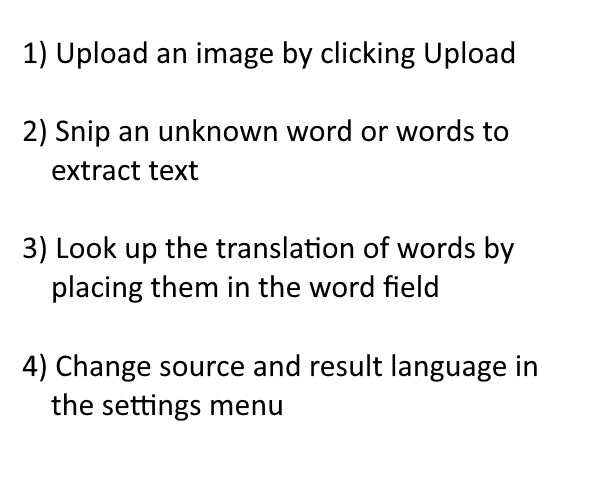 1) Upload an image by clicking Upload
2) Snip an unknown word or words to
extract text
3) Look up the translation of words by
placing them in the word field
4) Change source and result language in
the settings menu